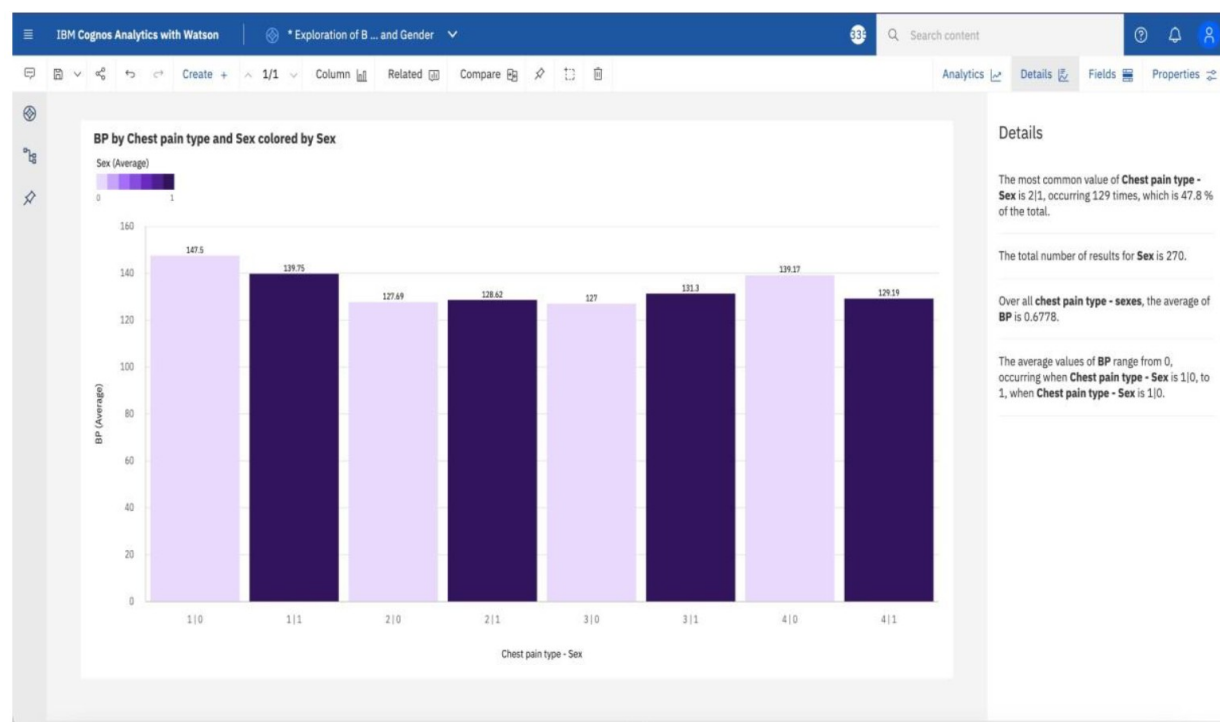 IBM Cognos Analytics with Watson
* Exploration of B ... and Gender
Search content
Create +
1/1
Column
Related
Compare
Analytics
Details
Fields
Properties
BP by Chest pain type and Sex colored by Sex
Sex (Average)
0 1
160
140
120
100
80
60
40
20
0
BP (Average)
147.5
139.75
127.69
128.62
127
131.3
139.17
129.19
1|0 1|1 2|0 2|1 3|0 3|1 4|0 4|1
Chest pain type - Sex
Details
The most common value of Chest pain type -
Sex is 2|1, occurring 129 times, which is 47.8 %
of the total.
The total number of results for Sex is 270.
Over all chest pain type - sexes, the average of
BP is 0.6778.
The average values of BP range from 0,
occurring when Chest pain type - Sex is 1|0, to
1, when Chest pain type - Sex is 1|0.